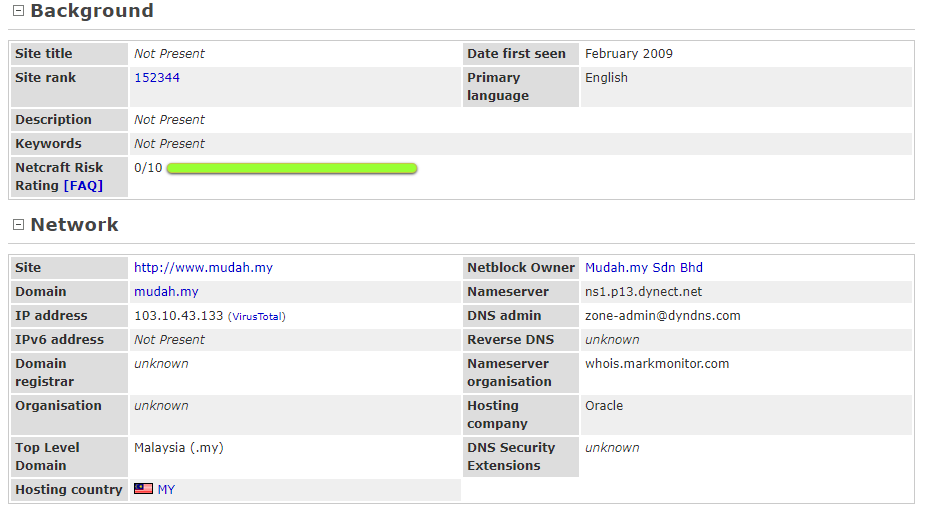 Background
Site title Not Present Date first seen February 2009
Site rank 152344 Primary
language English
Description Not Present
Keywords Not Present
Netcraft Risk
Rating [FAQ] 0/10
Network
Site http://www.mudah.my Netblock Owner Mudah.my Sdn Bhd
Domain mudah.my Nameserver ns1.p13.dynect.net
IP address 103.10.43.133 (VirusTotal) DNS admin zone-admin@dyndns.com
IPv6 address Not Present Reverse DNS unknown
Domain
registrar unknown Nameserver
organisation whois.markmonitor.com
Organisation unknown Hosting
company Oracle
Top Level
Domain Malaysia (.my) DNS Security
Extensions unknown
Hosting country MY